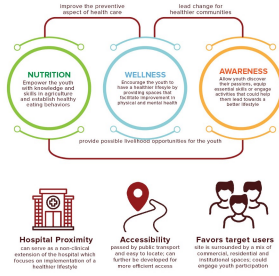 improve the preventive
aspect of health care
lead change for
healthier communities
NUTRITION
Empower the youth
with knowledge and
skills in agriculture
and establish healthy
eating behaviors
WELLNESS
Encourage the youth to
have a healthier lifestyle by
providing spaces that
facilitate improvement in
physical and mental health
AWARENESS
Allow youth discover
their passions, equip
essential skills or engage
activities that could help
them lead towards a
better lifestyle
provide possible livelihood opportunities for the youth
Hospital Proximity
can serve as a non-clinical
extension of the hospital which
focuses on implementation of a
healthier lifestyle
Accessibility
passed by public transport
and easy to locate; can
further be developed for
more efficient access
Favors target users
site is surrounded by a mix of
commercial, residential and
institutional spaces; could
engage youth participation